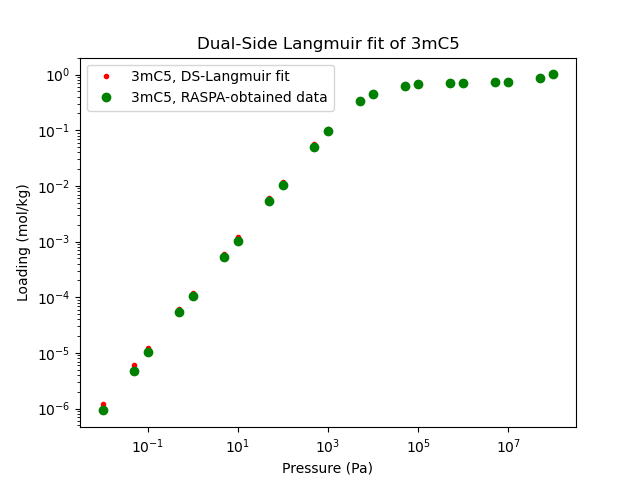 Dual-Side Langmuir fit of 3mC5
3mC5, DS-Langmuir fit
3mC5, RASPA-obtained data
10⁰
10⁻¹
10⁻²
10⁻³
10⁻⁴
10⁻⁵
10⁻⁶
Loading (mol/kg)
10⁻¹ 10¹ 10³ 10⁵ 10⁷
Pressure (Pa)